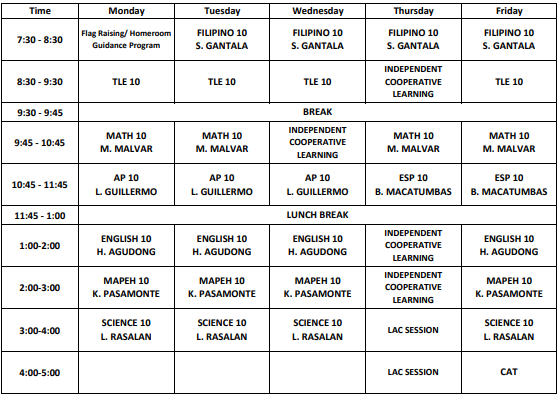 Time Monday Tuesday Wednesday Thursday Friday
7:30 - 8:30 Flag Raising/ Homeroom Guidance Program FILIPINO 10 S. GANTALA FILIPINO 10 S. GANTALA FILIPINO 10 S. GANTALA FILIPINO 10 S. GANTALA
8:30 - 9:30 TLE 10 TLE 10 TLE 10 INDEPENDENT COOPERATIVE LEARNING TLE 10
9:30 - 9:45 BREAK
9:45 - 10:45 MATH 10 M. MALVAR MATH 10 M. MALVAR INDEPENDENT COOPERATIVE LEARNING MATH 10 M. MALVAR MATH 10 M. MALVAR
10:45 - 11:45 AP 10 L. GUILLERMO AP 10 L. GUILLERMO AP 10 L. GUILLERMO ESP 10 B. MACATUMBAS ESP 10 B. MACATUMBAS
11:45 - 1:00 LUNCH BREAK
1:00-2:00 ENGLISH 10 H. AGUDONG ENGLISH 10 H. AGUDONG ENGLISH 10 H. AGUDONG INDEPENDENT COOPERATIVE LEARNING ENGLISH 10 H. AGUDONG
2:00-3:00 MAPEH 10 K. PASAMONTE MAPEH 10 K. PASAMONTE MAPEH 10 K. PASAMONTE INDEPENDENT COOPERATIVE LEARNING MAPEH 10 K. PASAMONTE
3:00-4:00 SCIENCE 10 L. RASALAN SCIENCE 10 L. RASALAN SCIENCE 10 L. RASALAN LAC SESSION SCIENCE 10 L. RASALAN
4:00-5:00 LAC SESSION CAT